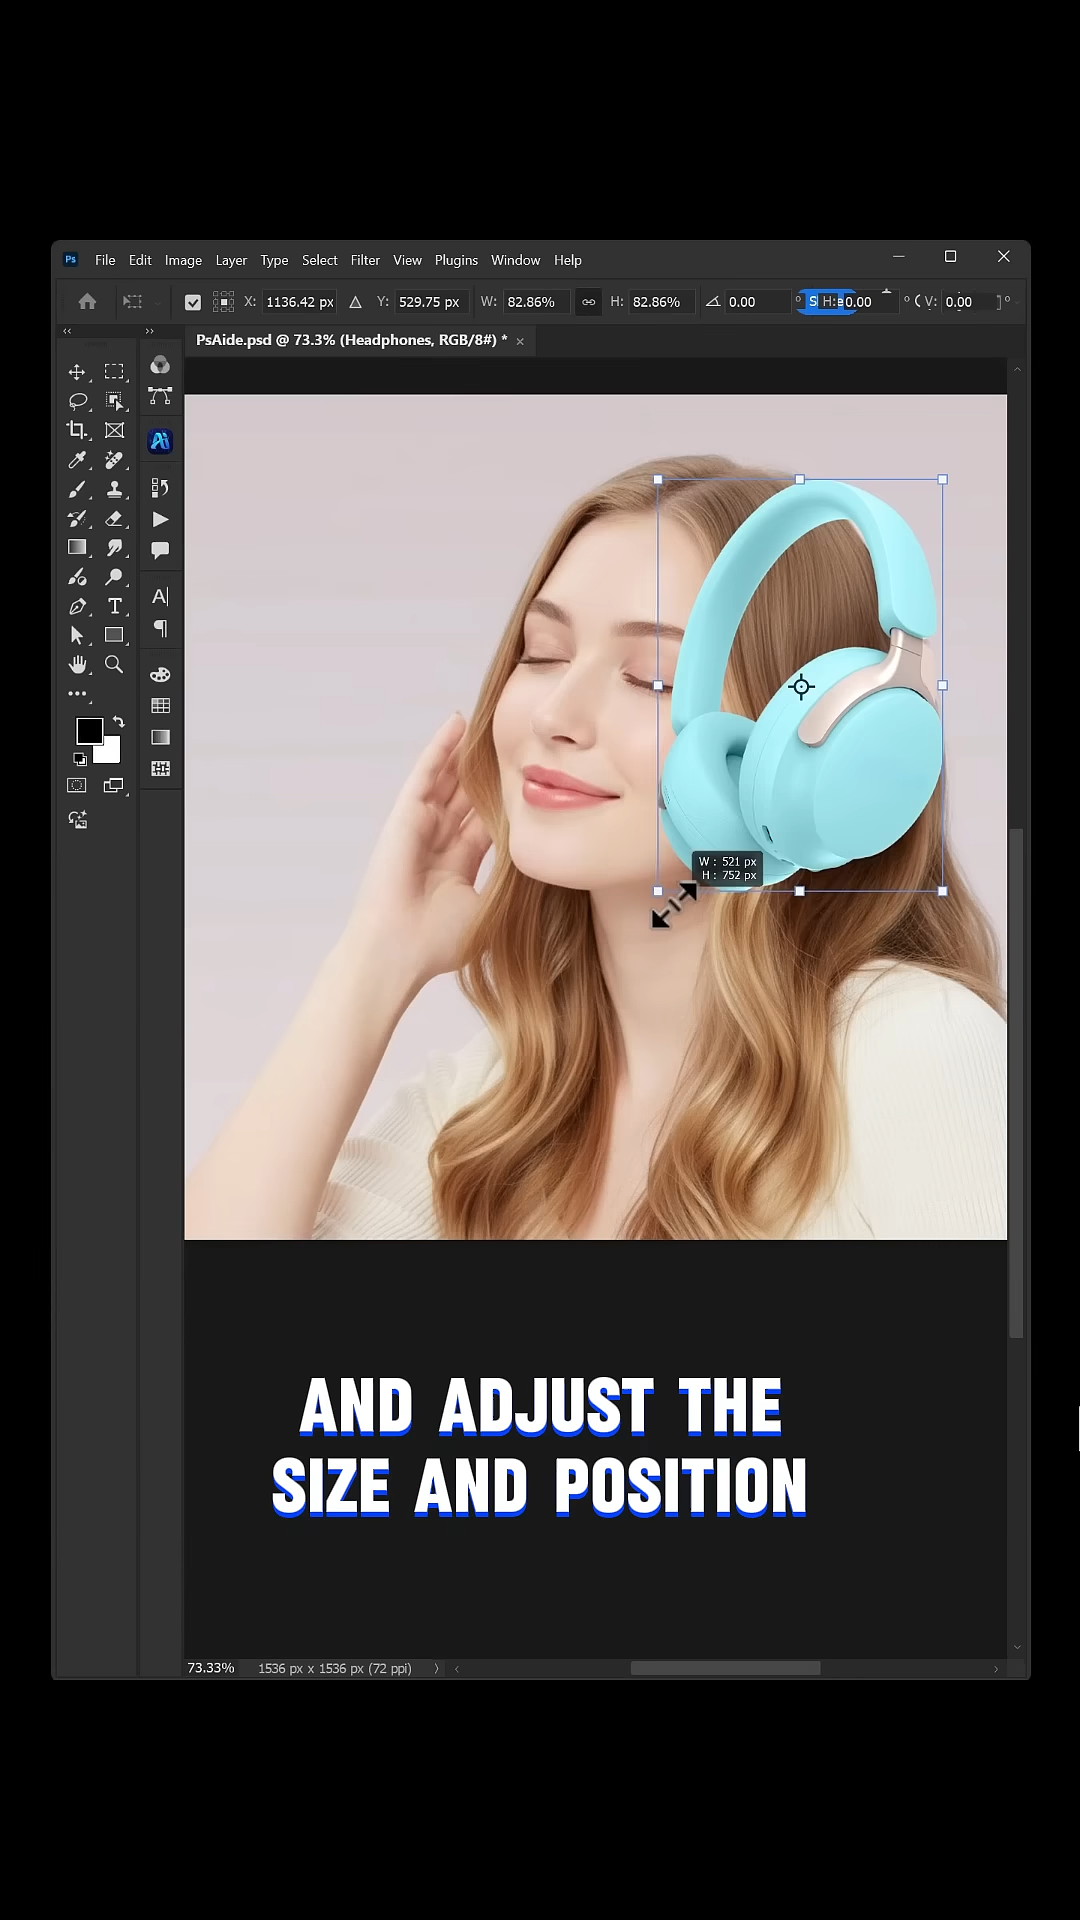 Ps File Edit Image Layer Type Select Filter View Plugins Window Help
X: 1136.42 px Y: 529.75 px W: 82.86% H: 82.86% 0.00 ° H: 0.00 ° V: 0.00 °
PsAide.psd @ 73.3% (Headphones, RGB/8#) * ×
Ai
W : 521 px
H : 752 px
AND ADJUST THE
SIZE AND POSITION
73.33% 1536 px x 1536 px (72 ppi)